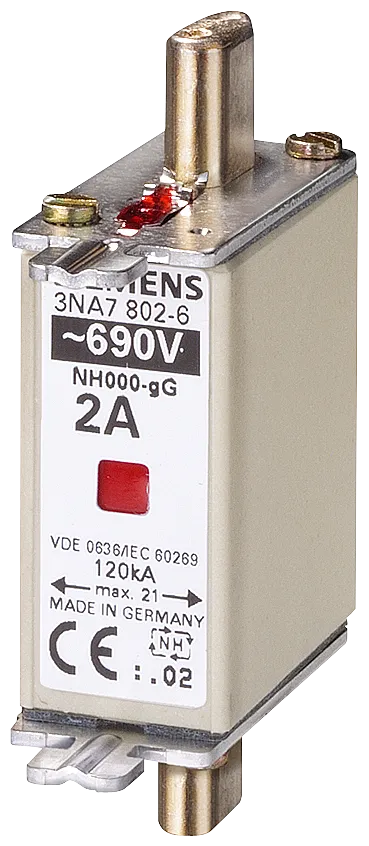 SIEMENS
3NA7 802-6
~690V
NH000-gG
2A
VDE 0636/IEC 60269
120kA
max. 21
MADE IN GERMANY
CE NH
:.02